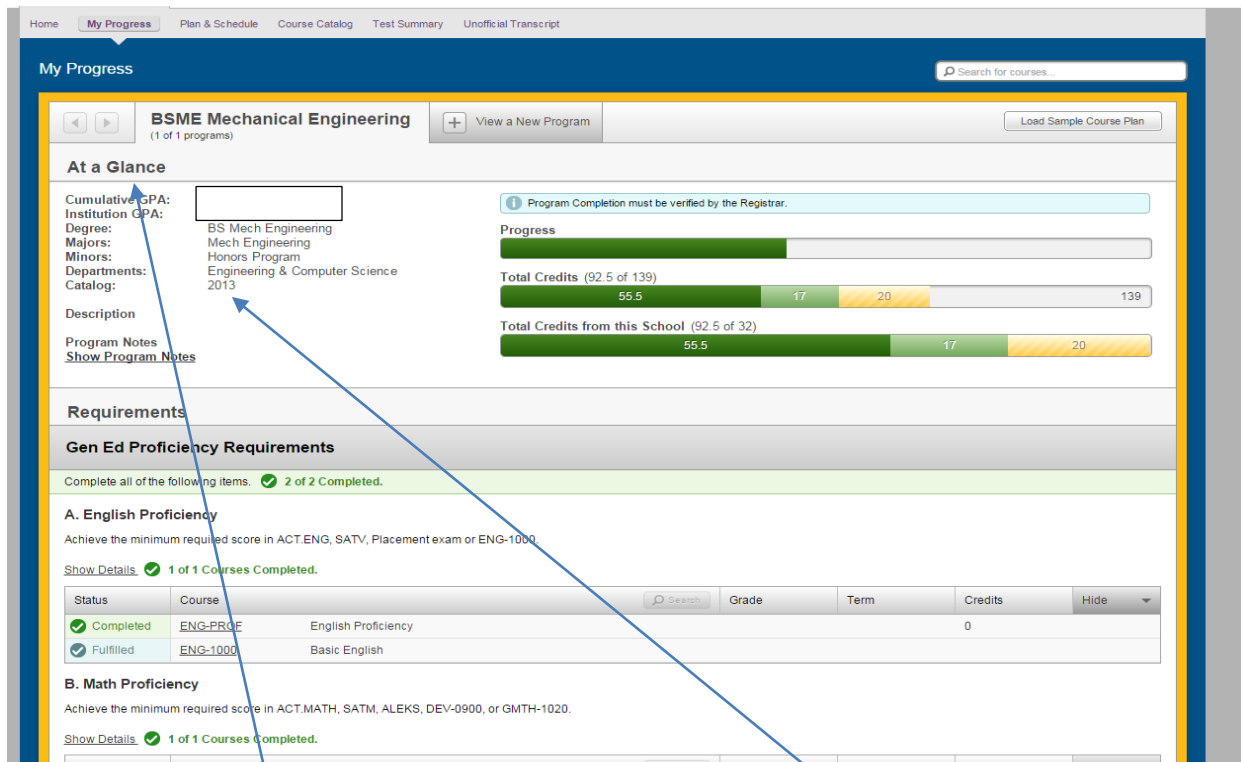 Home My Progress Plan & Schedule Course Catalog Test Summary Unofficial Transcript
My Progress
Search for courses...
BSME Mechanical Engineering
(1 of 1 programs)
View a New Program
Load Sample Course Plan
At a Glance
Cumulative GPA:
Institution GPA:
Degree: BS Mech Engineering
Majors: Mech Engineering
Minors: Honors Program
Departments: Engineering & Computer Science
Catalog: 2013
Description
Program Notes
Show Program Notes
Program Completion must be verified by the Registrar.
Progress
Total Credits (92.5 of 139)
55.5 17 20 139
Total Credits from this School (92.5 of 32)
55.5 17 20
Requirements
Gen Ed Proficiency Requirements
Complete all of the following items. 2 of 2 Completed.
A. English Proficiency
Achieve the minimum required score in ACT.ENG, SATV, Placement exam or ENG-1000.
Show Details 1 of 1 Courses Completed.
Status Course Search Grade Term Credits Hide
Completed ENG-PROF English Proficiency 0
Fulfilled ENG-1000 Basic English
B. Math Proficiency
Achieve the minimum required score in ACT.MATH, SATM, ALEKS, DEV-0900, or GMTH-1020.
Show Details 1 of 1 Courses Completed.